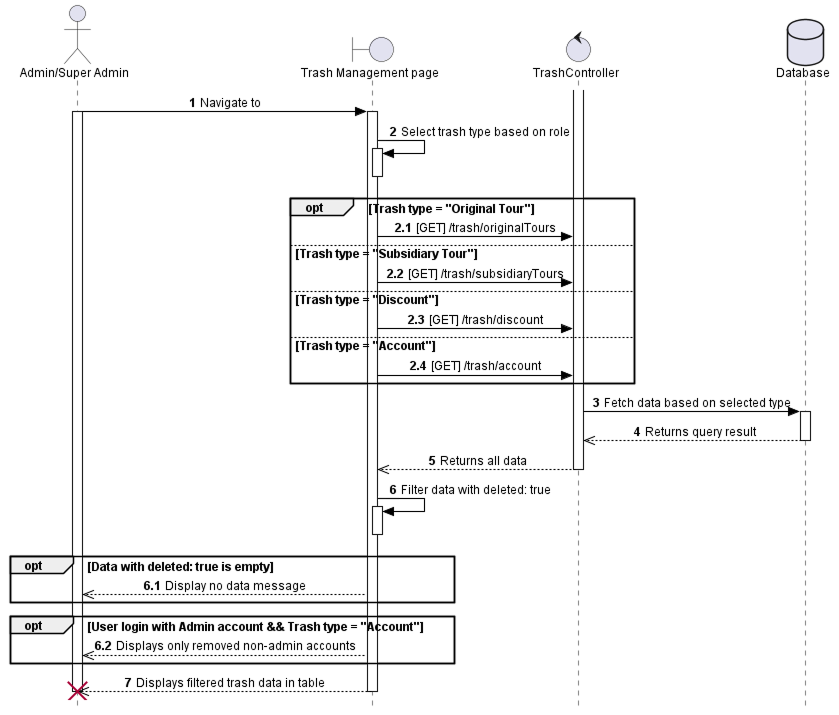 Admin/Super Admin
Trash Management page
TrashController
Database
1 Navigate to
2 Select trash type based on role
opt [Trash type = "Original Tour"]
2.1 [GET] /trash/originalTours
[Trash type = "Subsidiary Tour"]
2.2 [GET] /trash/subsidiaryTours
[Trash type = "Discount"]
2.3 [GET] /trash/discount
[Trash type = "Account"]
2.4 [GET] /trash/account
3 Fetch data based on selected type
4 Returns query result
5 Returns all data
6 Filter data with deleted: true
opt [Data with deleted: true is empty]
6.1 Display no data message
opt [User login with Admin account && Trash type = "Account"]
6.2 Displays only removed non-admin accounts
7 Displays filtered trash data in table